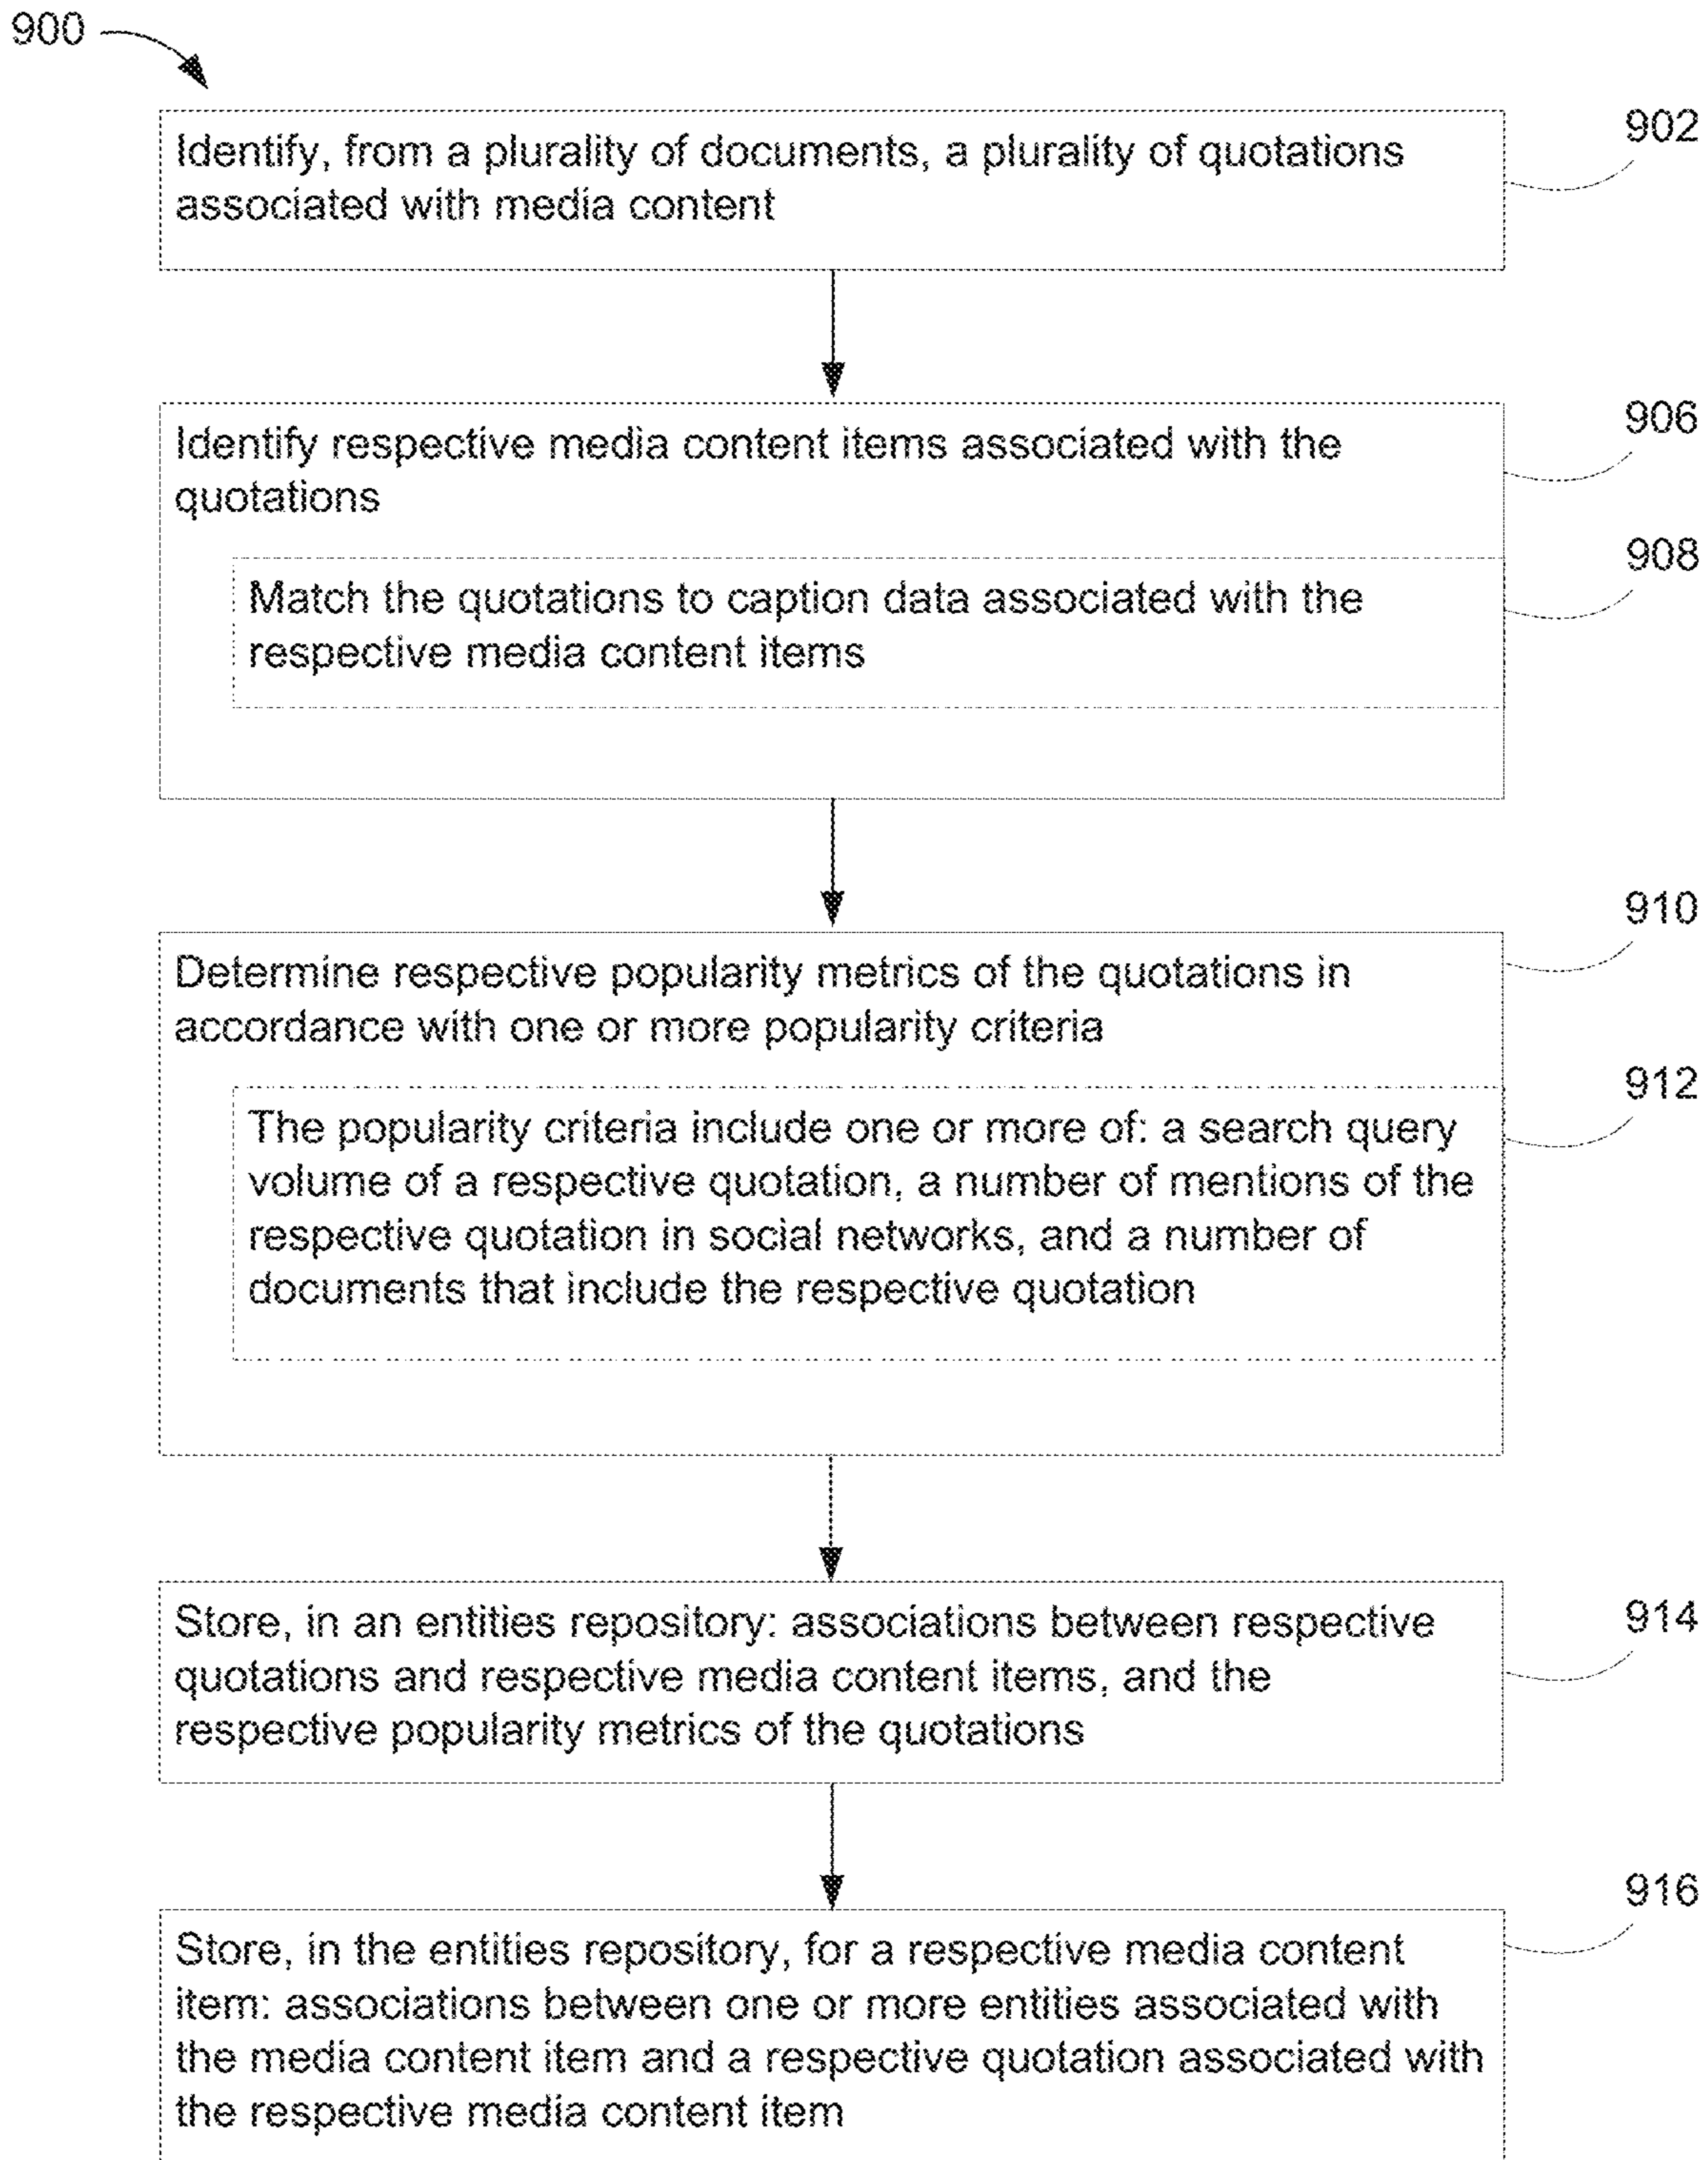 900
902
Identify, from a plurality of documents, a plurality of quotations
associated with media content
906
Identify respective media content items associated with the
quotations
908
Match the quotations to caption data associated with the
respective media content items
910
Determine respective popularity metrics of the quotations in
accordance with one or more popularity criteria
912
The popularity criteria include one or more of: a search query
volume of a respective quotation, a number of mentions of the
respective quotation in social networks, and a number of
documents that include the respective quotation
914
Store, in an entities repository: associations between respective
quotations and respective media content items, and the
respective popularity metrics of the quotations
916
Store, in the entities repository, for a respective media content
item: associations between one or more entities associated with
the media content item and a respective quotation associated with
the respective media content item